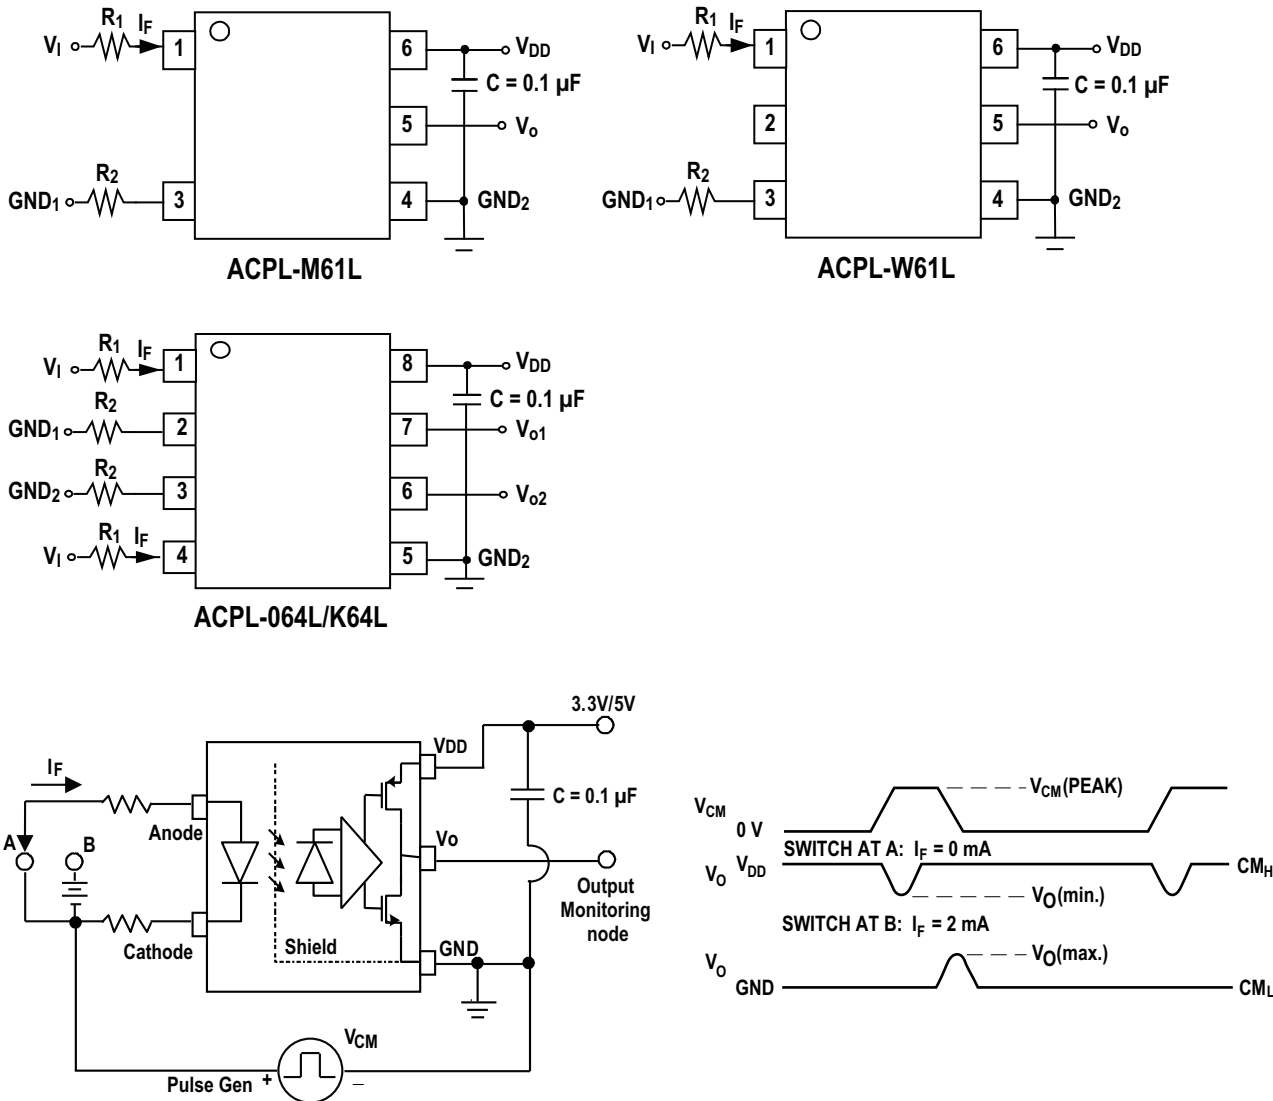 R1 IF
VI 1 6 VDD
C = 0.1 µF
5 Vo
R2
GND1 3 4 GND2
ACPL-M61L
R1 IF
VI 1 6 VDD
C = 0.1 µF
2 5 Vo
R2
GND1 3 4 GND2
ACPL-W61L
R1 IF
VI 1 8 VDD
C = 0.1 µF
R2
GND1 2 7 Vo1
R2
GND2 3 6 Vo2
R1 IF
VI 4 5 GND2
ACPL-064L/K64L
3.3V/5V
VDD
IF
C = 0.1 µF
Anode
A B
Vo
Output
Monitoring
node
Shield
GND
Cathode
VCM
Pulse Gen + _
VCM(PEAK)
VCM
0 V
SWITCH AT A: IF = 0 mA
VO VDD CMH
VO(min.)
SWITCH AT B: IF = 2 mA
VO(max.)
VO
GND CML